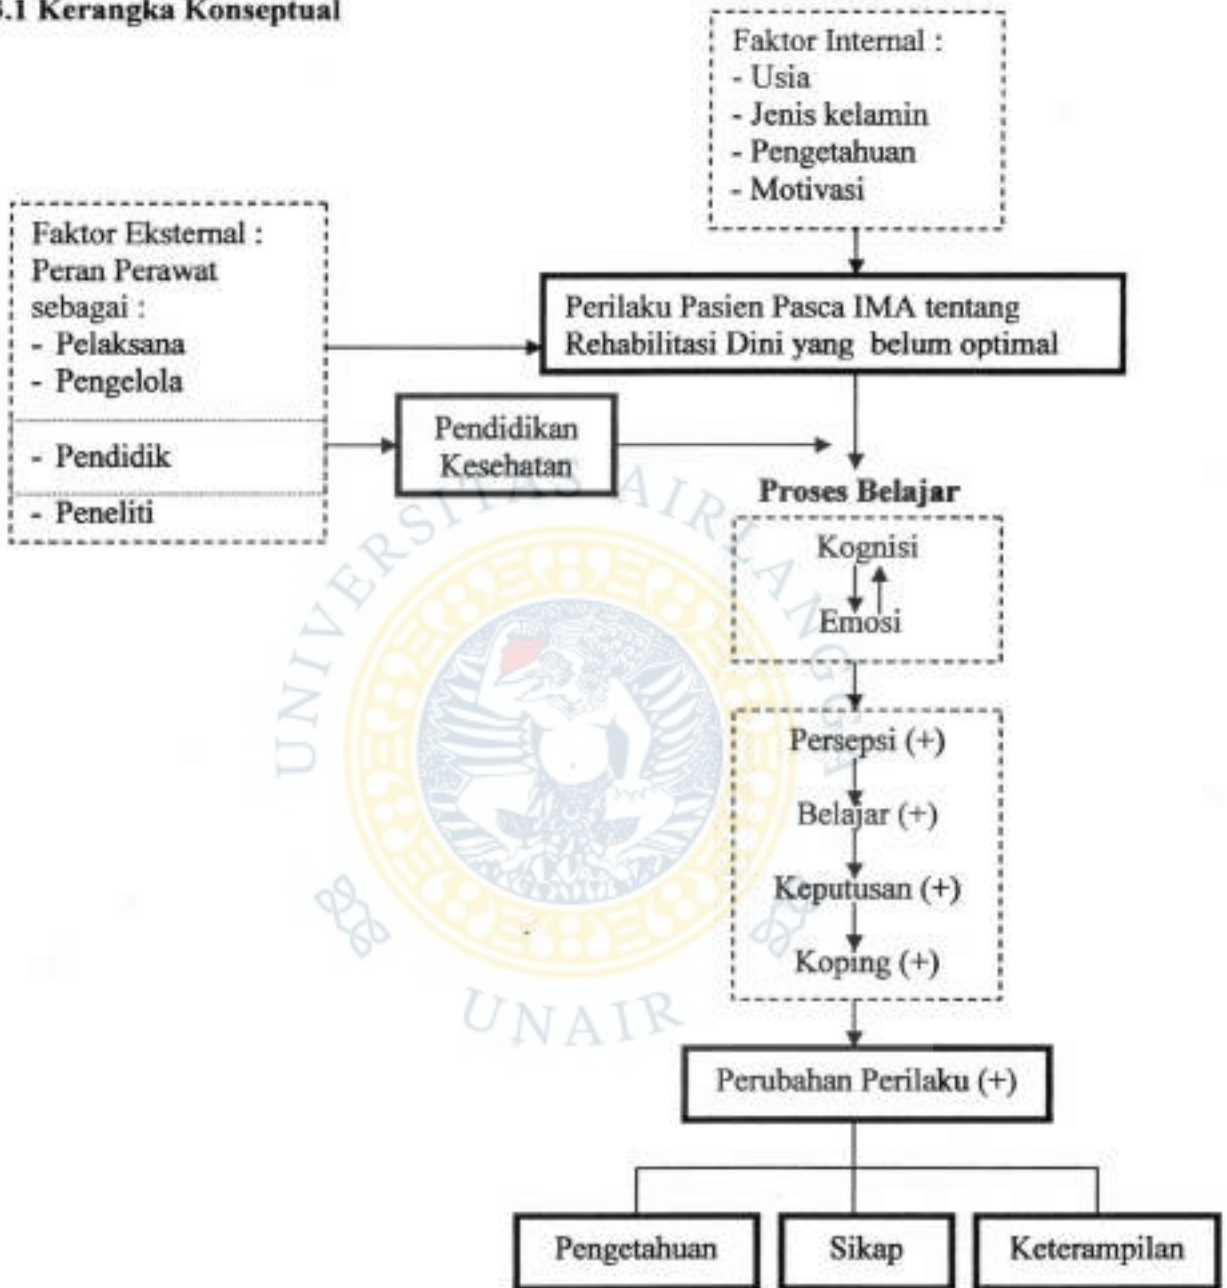 3.1 Kerangka Konseptual
Faktor Internal :
- Usia
- Jenis kelamin
- Pengetahuan
- Motivasi
Faktor Eksternal :
Peran Perawat
sebagai :
- Pelaksana
- Pengelola
- Pendidik
- Peneliti
Perilaku Pasien Pasca IMA tentang
Rehabilitasi Dini yang belum optimal
Pendidikan
Kesehatan
Proses Belajar
Kognisi
Emosi
Persepsi (+)
Belajar (+)
Keputusan (+)
Koping (+)
Perubahan Perilaku (+)
Pengetahuan
Sikap
Keterampilan
UNIVERSITAS AIRLANGGA
UNAIR